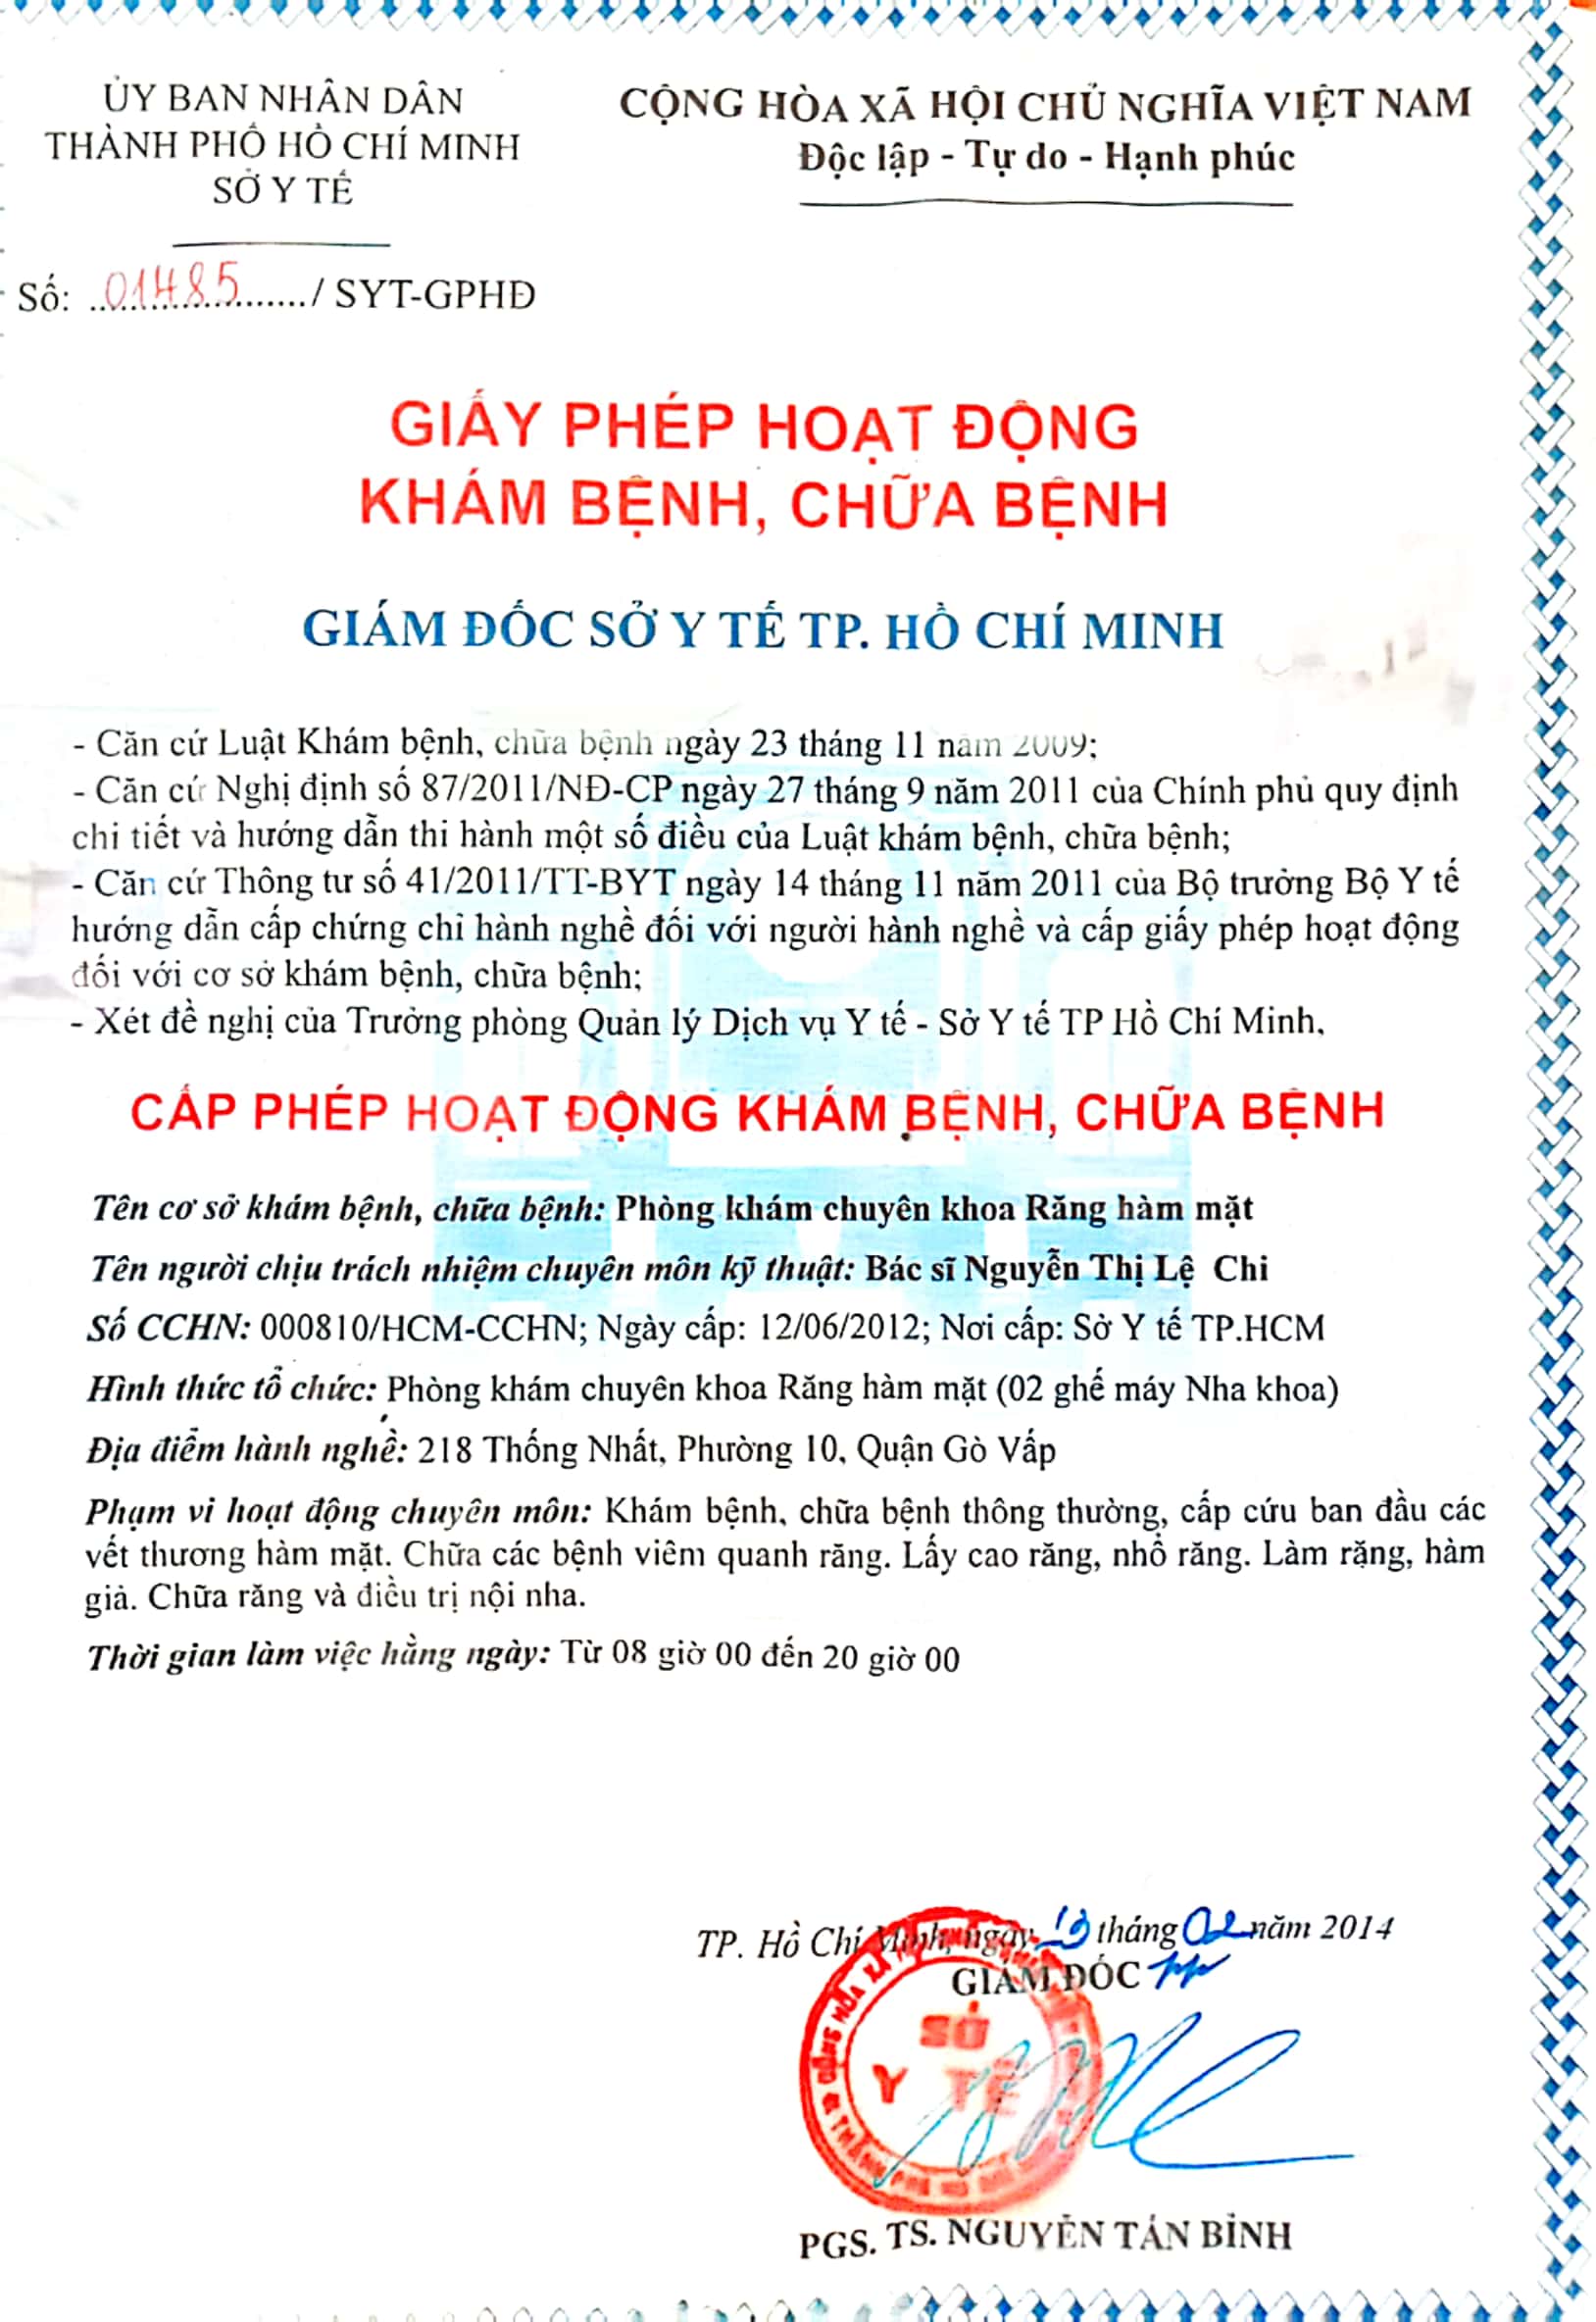 ỦY BAN NHÂN DÂN
THÀNH PHỐ HỒ CHÍ MINH
SỞ Y TẾ
CỘNG HÒA XÃ HỘI CHỦ NGHĨA VIỆT NAM
Độc lập - Tự do - Hạnh phúc
Số: 01485/ SYT-GPHĐ
GIẤY PHÉP HOẠT ĐỘNG
KHÁM BỆNH, CHỮA BỆNH
GIÁM ĐỐC SỞ Y TẾ TP. HỒ CHÍ MINH
- Căn cứ Luật Khám bệnh, chữa bệnh ngày 23 tháng 11 năm 2009;
- Căn cứ Nghị định số 87/2011/NĐ-CP ngày 27 tháng 9 năm 2011 của Chính phủ quy định
chi tiết và hướng dẫn thi hành một số điều của Luật khám bệnh, chữa bệnh;
- Căn cứ Thông tư số 41/2011/TT-BYT ngày 14 tháng 11 năm 2011 của Bộ trưởng Bộ Y tế
hướng dẫn cấp chứng chỉ hành nghề đối với người hành nghề và cấp giấy phép hoạt động
đối với cơ sở khám bệnh, chữa bệnh;
- Xét đề nghị của Trưởng phòng Quản lý Dịch vụ Y tế - Sở Y tế TP Hồ Chí Minh,
CẤP PHÉP HOẠT ĐỘNG KHÁM BỆNH, CHỮA BỆNH
Tên cơ sở khám bệnh, chữa bệnh: Phòng khám chuyên khoa Răng hàm mặt
Tên người chịu trách nhiệm chuyên môn kỹ thuật: Bác sĩ Nguyễn Thị Lệ Chi
Số CCHN: 000810/HCM-CCHN; Ngày cấp: 12/06/2012; Nơi cấp: Sở Y tế TP.HCM
Hình thức tổ chức: Phòng khám chuyên khoa Răng hàm mặt (02 ghế máy Nha khoa)
Địa điểm hành nghề: 218 Thống Nhất, Phường 10, Quận Gò Vấp
Phạm vi hoạt động chuyên môn: Khám bệnh, chữa bệnh thông thường, cấp cứu ban đầu các
vết thương hàm mặt. Chữa các bệnh viêm quanh răng. Lấy cao răng, nhổ răng. Làm rặng, hàm
giả. Chữa răng và điều trị nội nha.
Thời gian làm việc hằng ngày: Từ 08 giờ 00 đến 20 giờ 00
TP. Hồ Chí Minh, ngày tháng 02 năm 2014
GIÁM ĐỐC
SỞ
Y TẾ
PGS. TS. NGUYỄN TẤN BỈNH